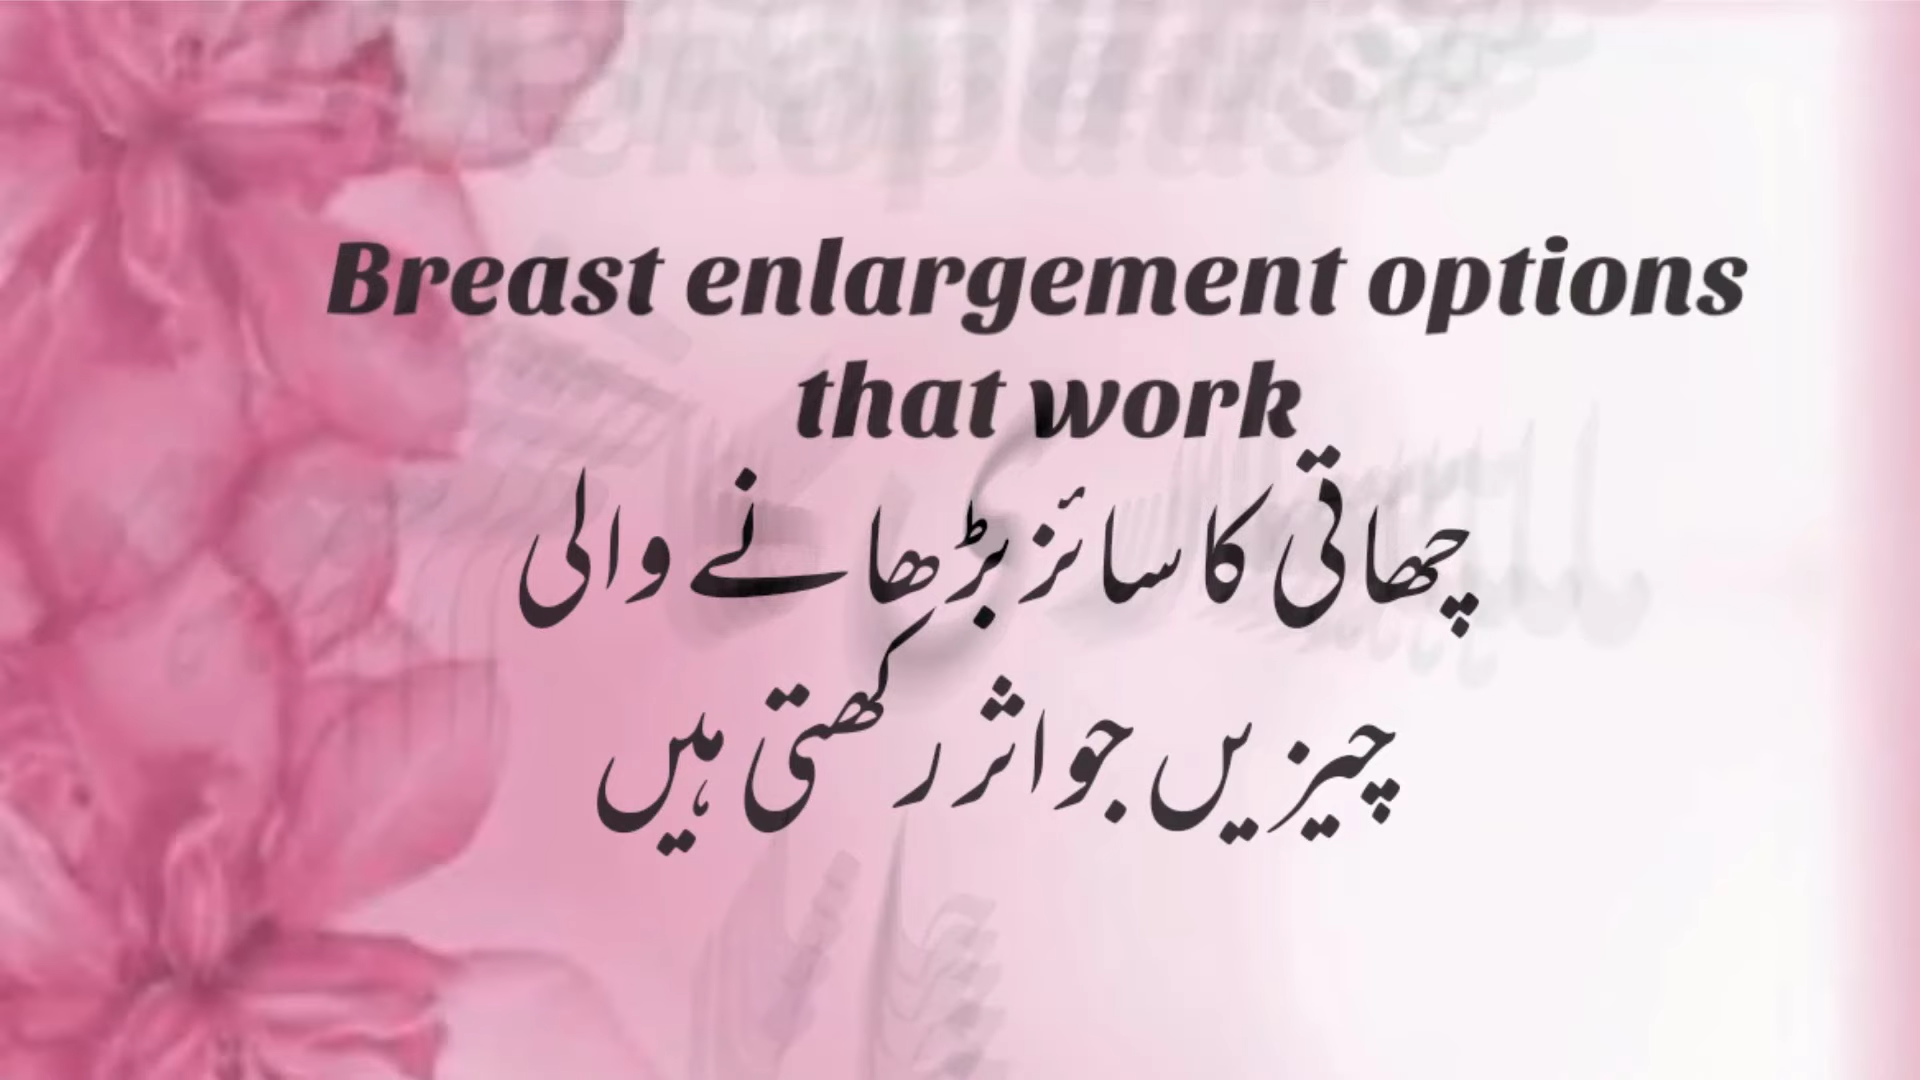 Breast enlargement options
that work
چھاتی کا سائز بڑھانے والی
چیزیں جو اثر رکھتی ہیں